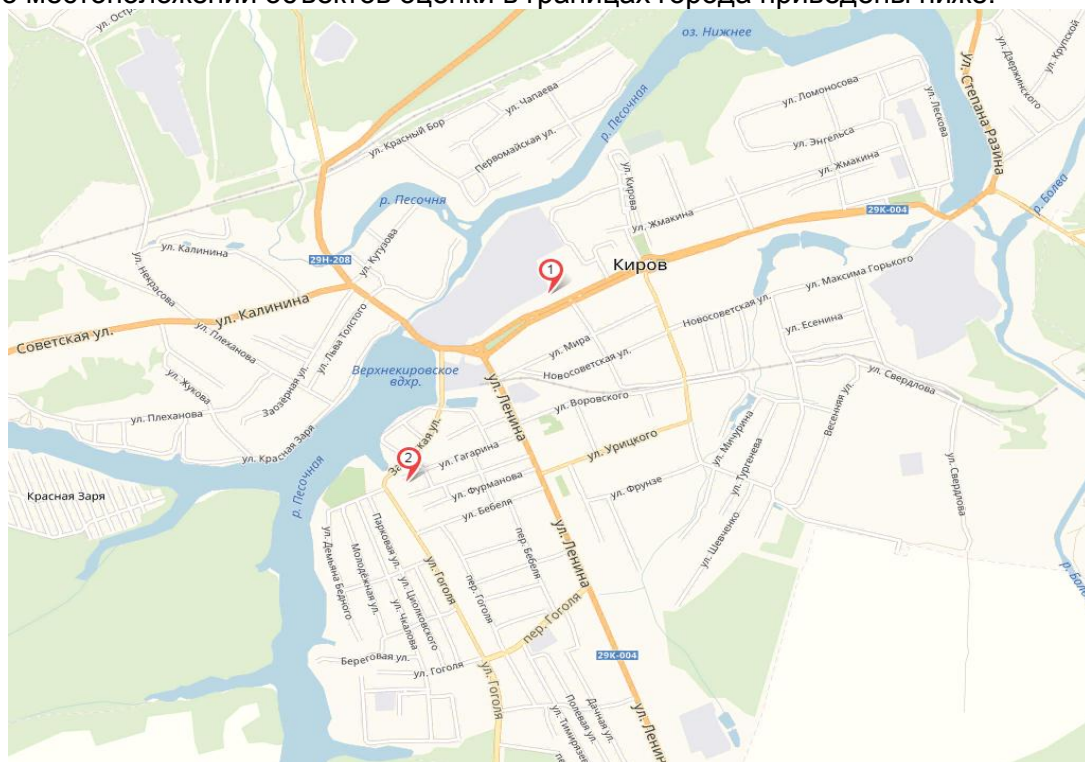 о местоположении объектов оценки в границах города приведены ниже:
оз. Нижнее
ул. Крупской
ул. Дзержинского
ул. Степана Разина
ул. Чапаева
ул. Красный Бор
Первомайская ул.
р. Песочная
ул. Ломоносова
ул. Лескова
ул. Энгельса
ул. Жмакина
ул. Кирова
р. Болва
р. Песочня
ул. Кутузова
ул. Жмакина
29К-004
ул. Калинина
29Н-208
1
Киров
ул. Некрасова
ул. Максима Горького
Новосоветская ул.
ул. Есенина
ул. Калинина
Советская ул.
ул. Плеханова
ул. Льва Толстого
ул. Мира
Новосоветская ул.
Верхнекировское
вдхр.
ул. Жукова
Заозёрная ул.
ул. Ленина
ул. Воровского
ул. Свердлова
Весенняя ул.
ул. Плеханова
ул. Красная Заря
ул. Мичурина
ул. Тургенева
ул. Урицкого
2
ул. Гагарина
ул. Фурманова
ул. Фрунзе
ул. Свердлова
Красная Заря
р. Песочная
ул. Бебеля
ул. Шевченко
Парковая ул.
ул. Демьяна Бедного
Молодёжная ул.
ул. Циолковского
ул. Чкалова
ул. Гоголя
пер. Бебеля
ул. Ленина
пер. Гоголя
пер. Гоголя
Береговая ул.
ул. Гоголя
29К-004
ул. Гоголя
Дачная ул.
Полевая ул.